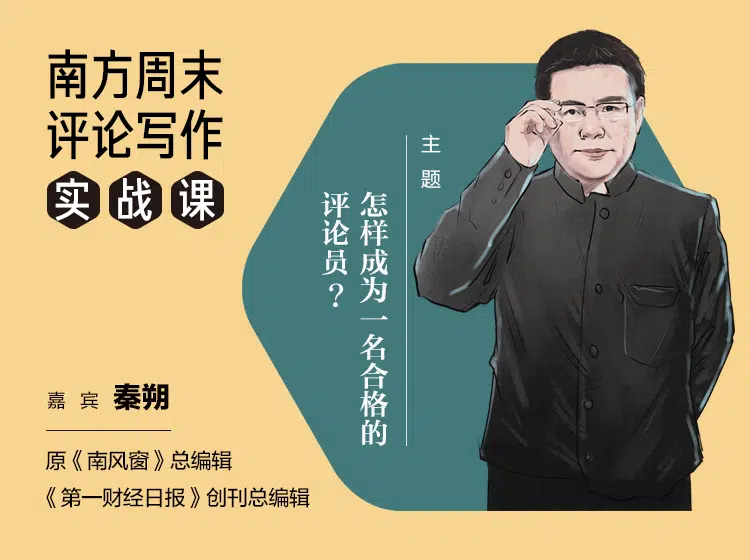 南方周末
评论写作
实战课
主题
怎样成为一名合格的
评论员？
嘉宾 秦朔
原《南风窗》总编辑
《第一财经日报》创刊总编辑